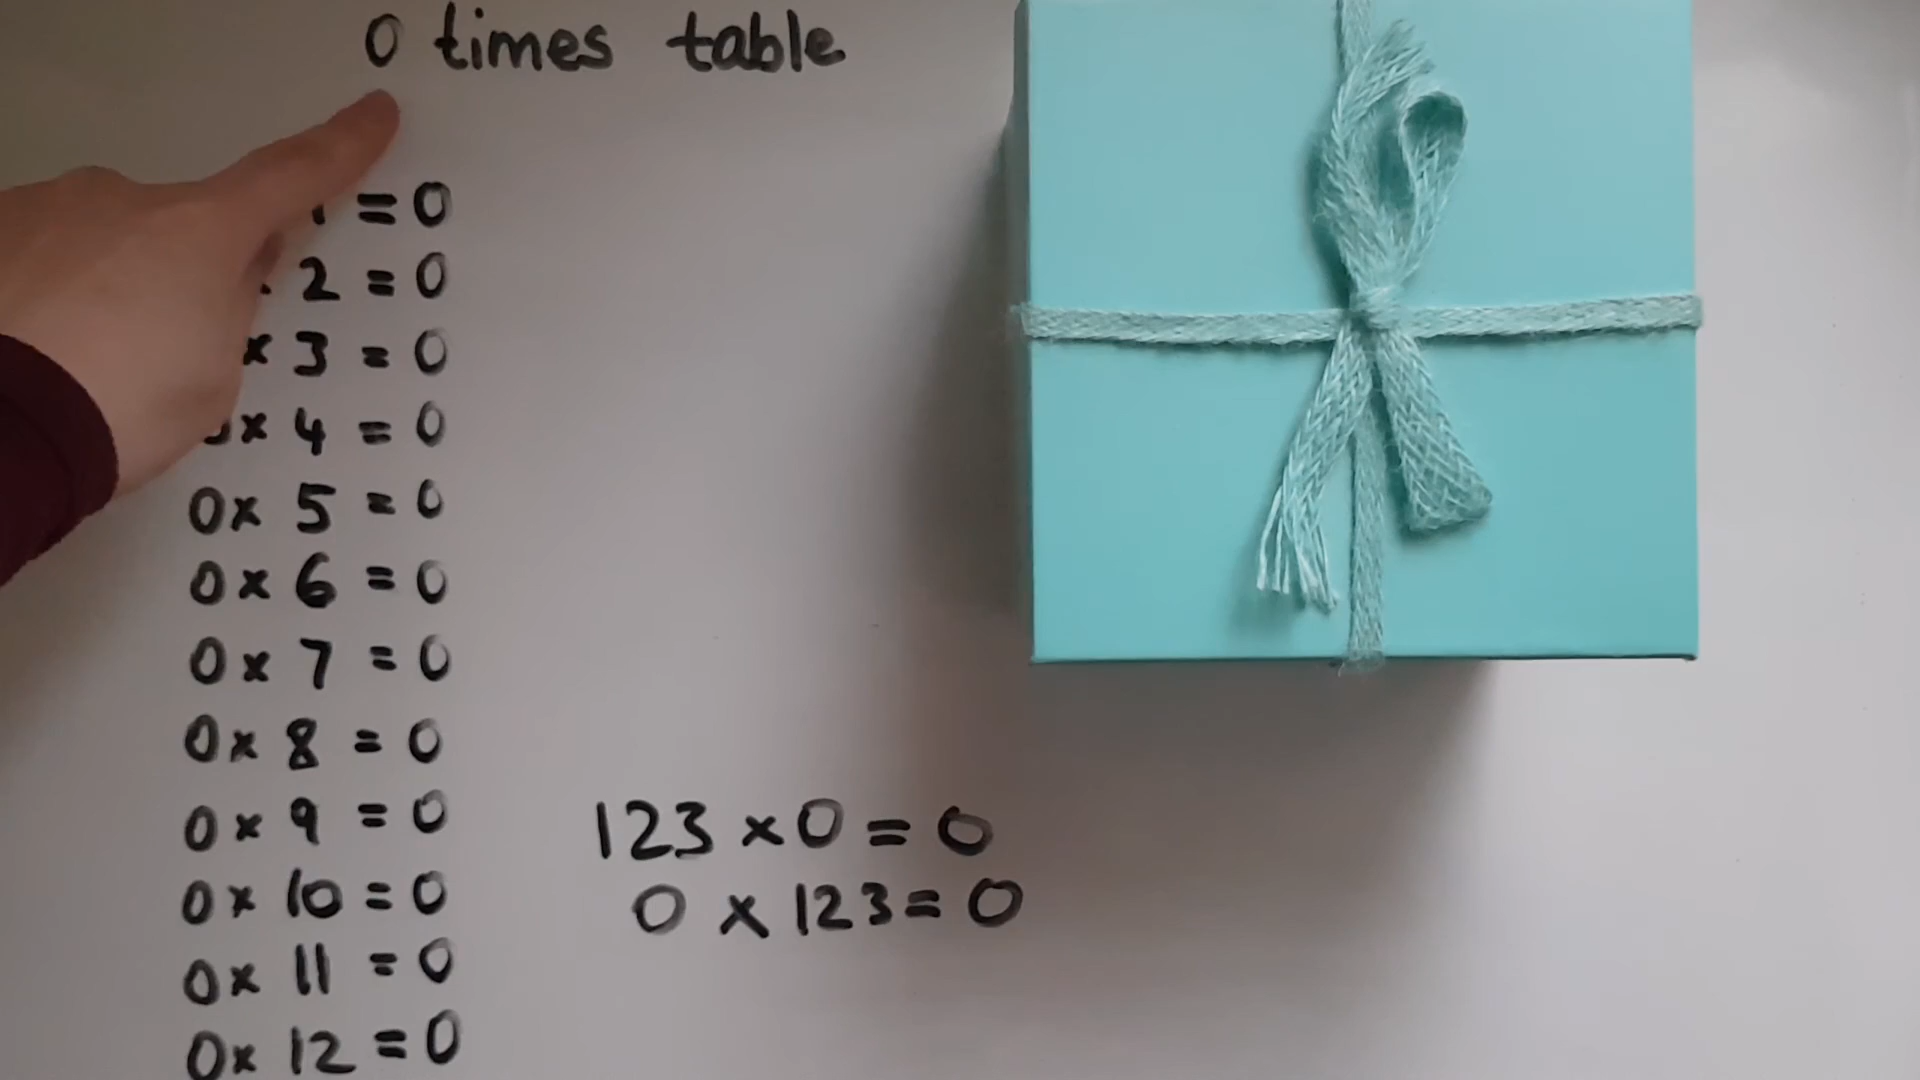 0 times table
= 0
2 = 0
x 3 = 0
x 4 = 0
0 x 5 = 0
0 x 6 = 0
0 x 7 = 0
0 x 8 = 0
0 x 9 = 0
0 x 10 = 0
0 x 11 = 0
0 x 12 = 0
123 x 0 = 0
0 x 123 = 0